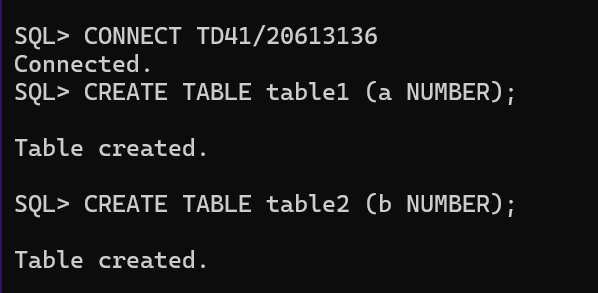 SQL> CONNECT TD41/20613136
Connected.
SQL> CREATE TABLE table1 (a NUMBER);
Table created.
SQL> CREATE TABLE table2 (b NUMBER);
Table created.